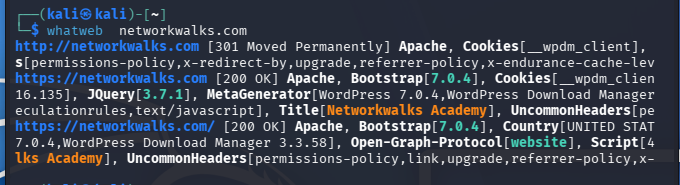 ┌──(kali㉿kali)-[~]
└─$ whatweb  networkwalks.com
http://networkwalks.com [301 Moved Permanently] Apache, Cookies[__wpdm_client],
s[permissions-policy,x-redirect-by,upgrade,referrer-policy,x-endurance-cache-lev
https://networkwalks.com [200 OK] Apache, Bootstrap[7.0.4], Cookies[__wpdm_clien
16.135], JQuery[3.7.1], MetaGenerator[WordPress 7.0.4,WordPress Download Manager
eculationrules,text/javascript], Title[Networkwalks Academy], UncommonHeaders[pe
https://networkwalks.com/ [200 OK] Apache, Bootstrap[7.0.4], Country[UNITED STAT
7.0.4,WordPress Download Manager 3.3.58], Open-Graph-Protocol[website], Script[4
lks Academy], UncommonHeaders[permissions-policy,link,upgrade,referrer-policy,x-